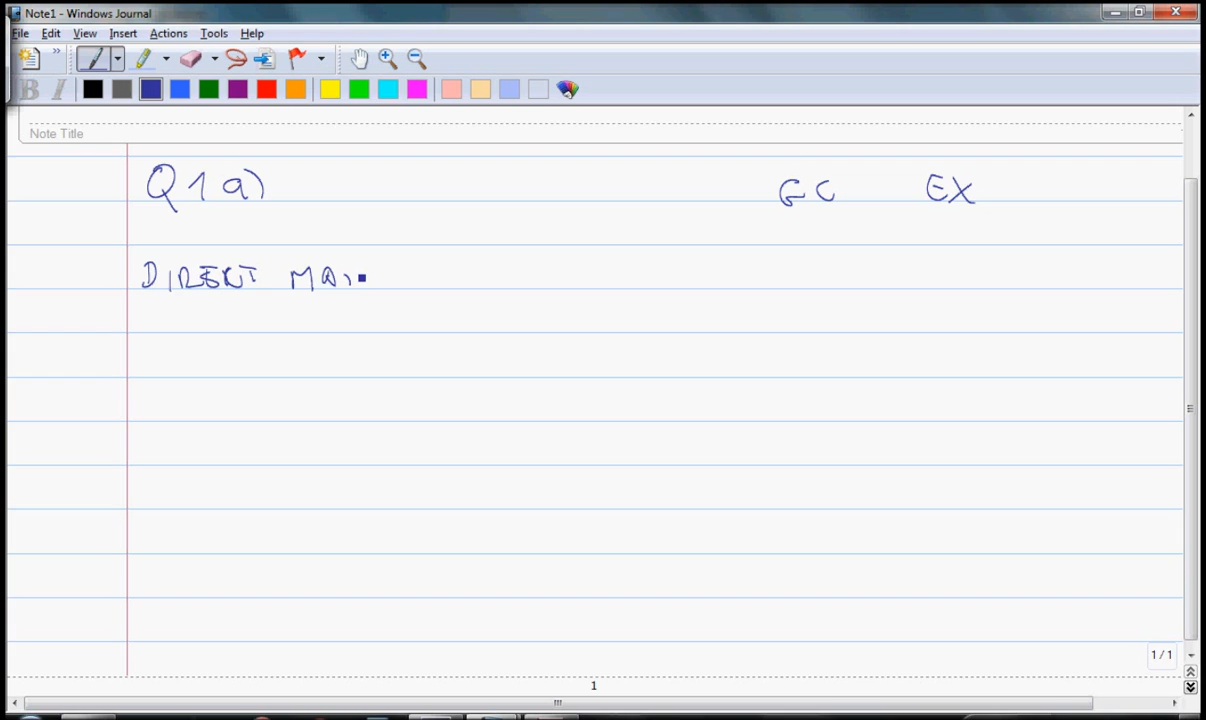 Note1 - Windows Journal
File Edit View Insert Actions Tools Help
B I
Note Title
Q1a) GC EX
DIRECT MA
1 / 1
1